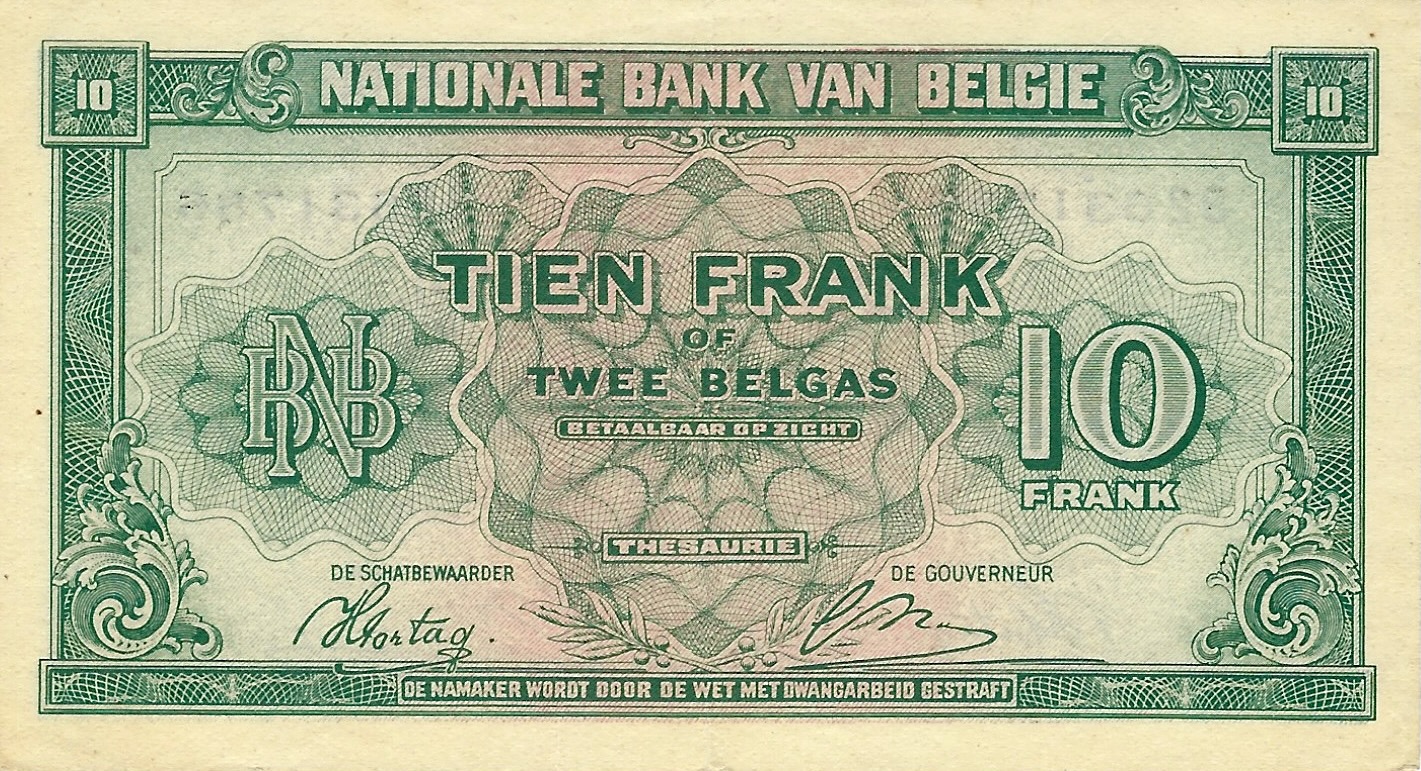 10 NATIONALE BANK VAN BELGIE 10
TIEN FRANK
OF
TWEE BELGAS
BETAALBAAR OP ZICHT
BNB
10
FRANK
THESAURIE
DE SCHATBEWAARDER
DE GOUVERNEUR
DE NAMAKER WORDT DOOR DE WET MET DWANGARBEID GESTRAFT